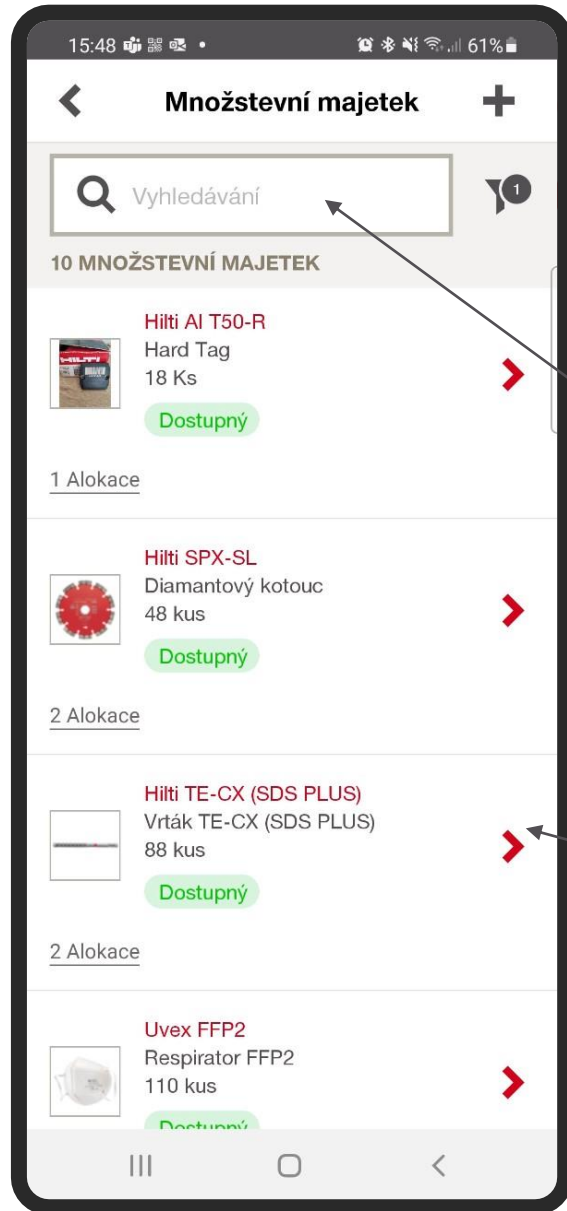 15:48 61%
Množstevní majetek
Vyhledávání
1
10 MNOŽSTEVNÍ MAJETEK
Hilti AI T50-R
Hard Tag
18 Ks
Dostupný
1 Alokace
Hilti SPX-SL
Diamantový kotouc
48 kus
Dostupný
2 Alokace
Hilti TE-CX (SDS PLUS)
Vrták TE-CX (SDS PLUS)
88 kus
Dostupný
2 Alokace
Uvex FFP2
Respirator FFP2
110 kus
Dostupný